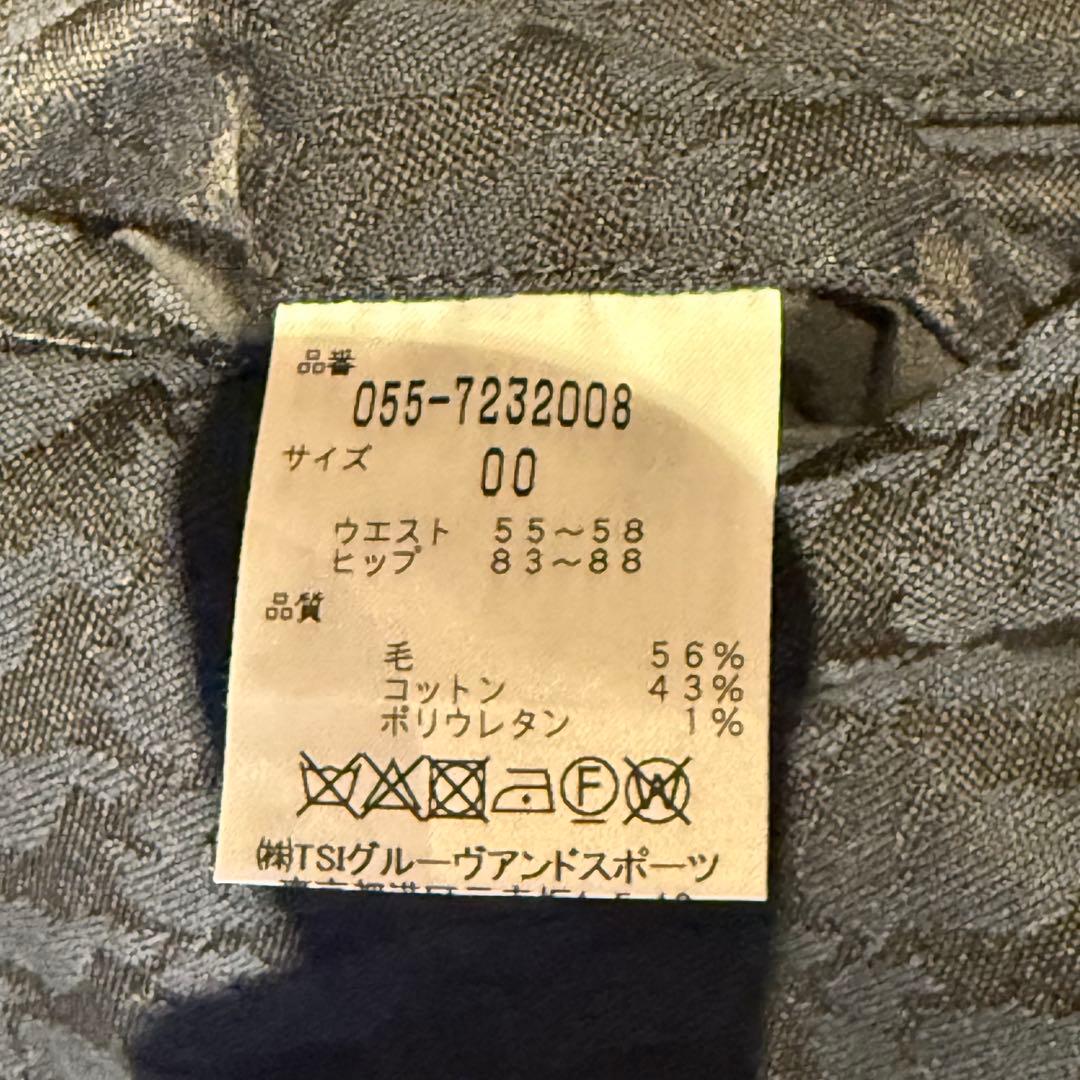 品番
055-7232008
サイズ 00
ウエスト 55~58
ヒップ 83~88
品質
毛 56%
コットン 43%
ポリウレタン 1%
F W
㈱TSIグルーヴアンドスポーツ